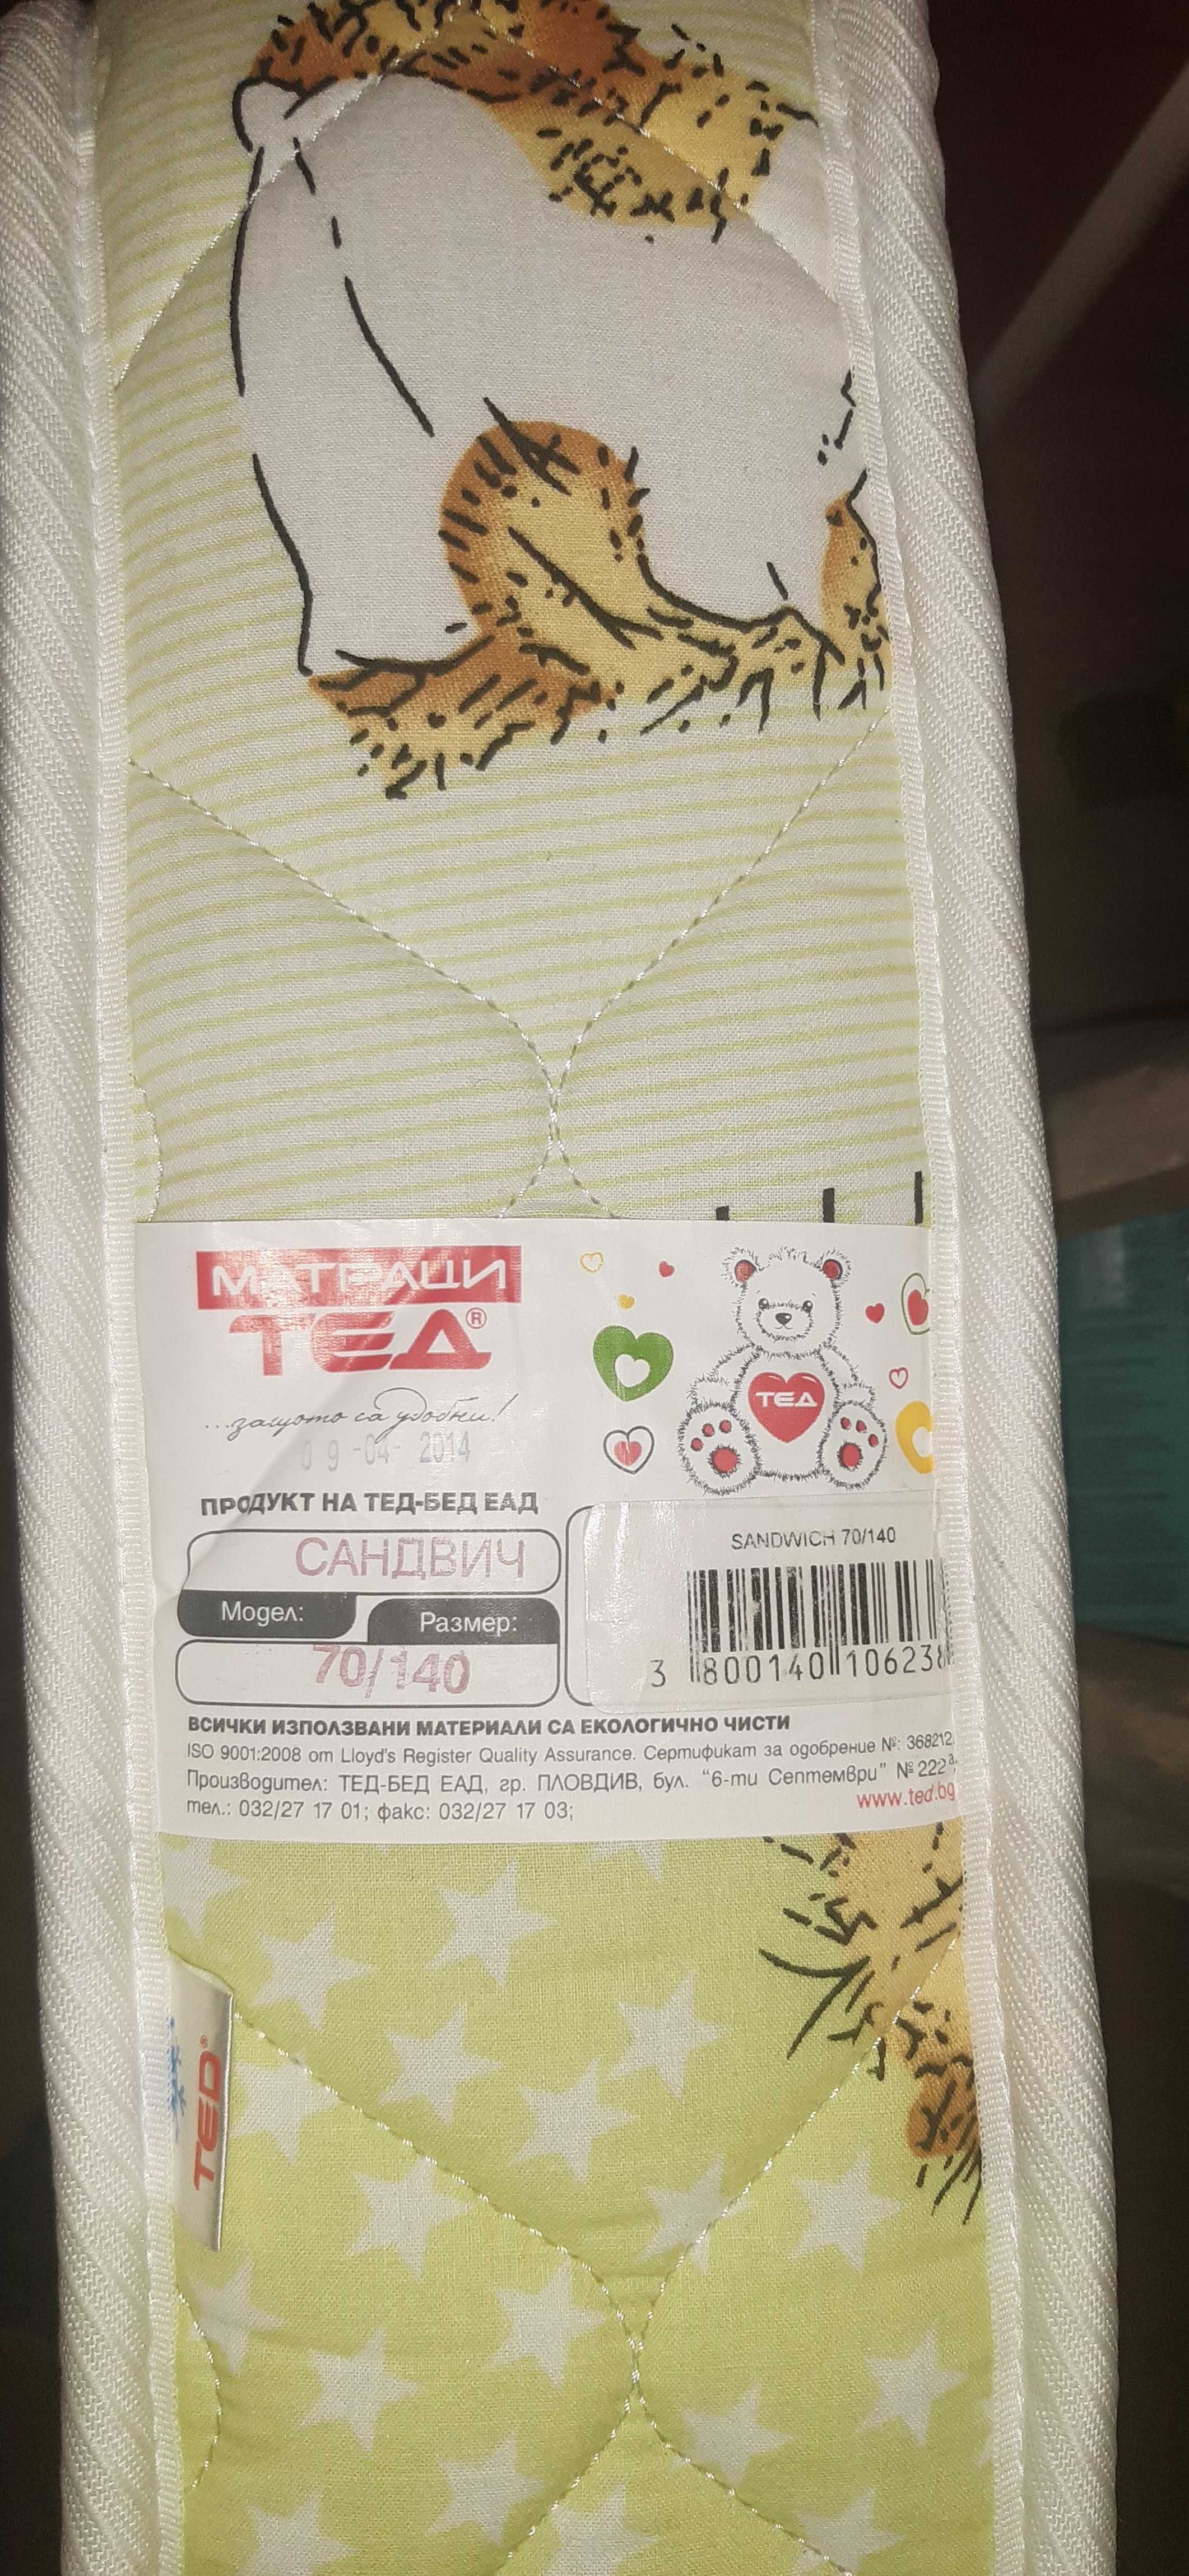 МАТРАЦИ
ТЕД®
...защото са удобни!
09-04-2014
ТЕД
ПРОДУКТ НА ТЕД-БЕД ЕАД
САНДВИЧ
Модел:
Размер:
70/140
SANDWICH 70/140
3 800140 106238
ВСИЧКИ ИЗПОЛЗВАНИ МАТЕРИАЛИ СА ЕКОЛОГИЧНО ЧИСТИ
ISO 9001:2008 от Lloyd's Register Quality Assurance. Сертификат за одобрение №: 368212
Производител: ТЕД-БЕД ЕАД, гр. ПЛОВДИВ, бул. "6-ти Септември" № 222а;
тел.: 032/27 17 01; факс: 032/27 17 03;
www.ted.bg
TED®